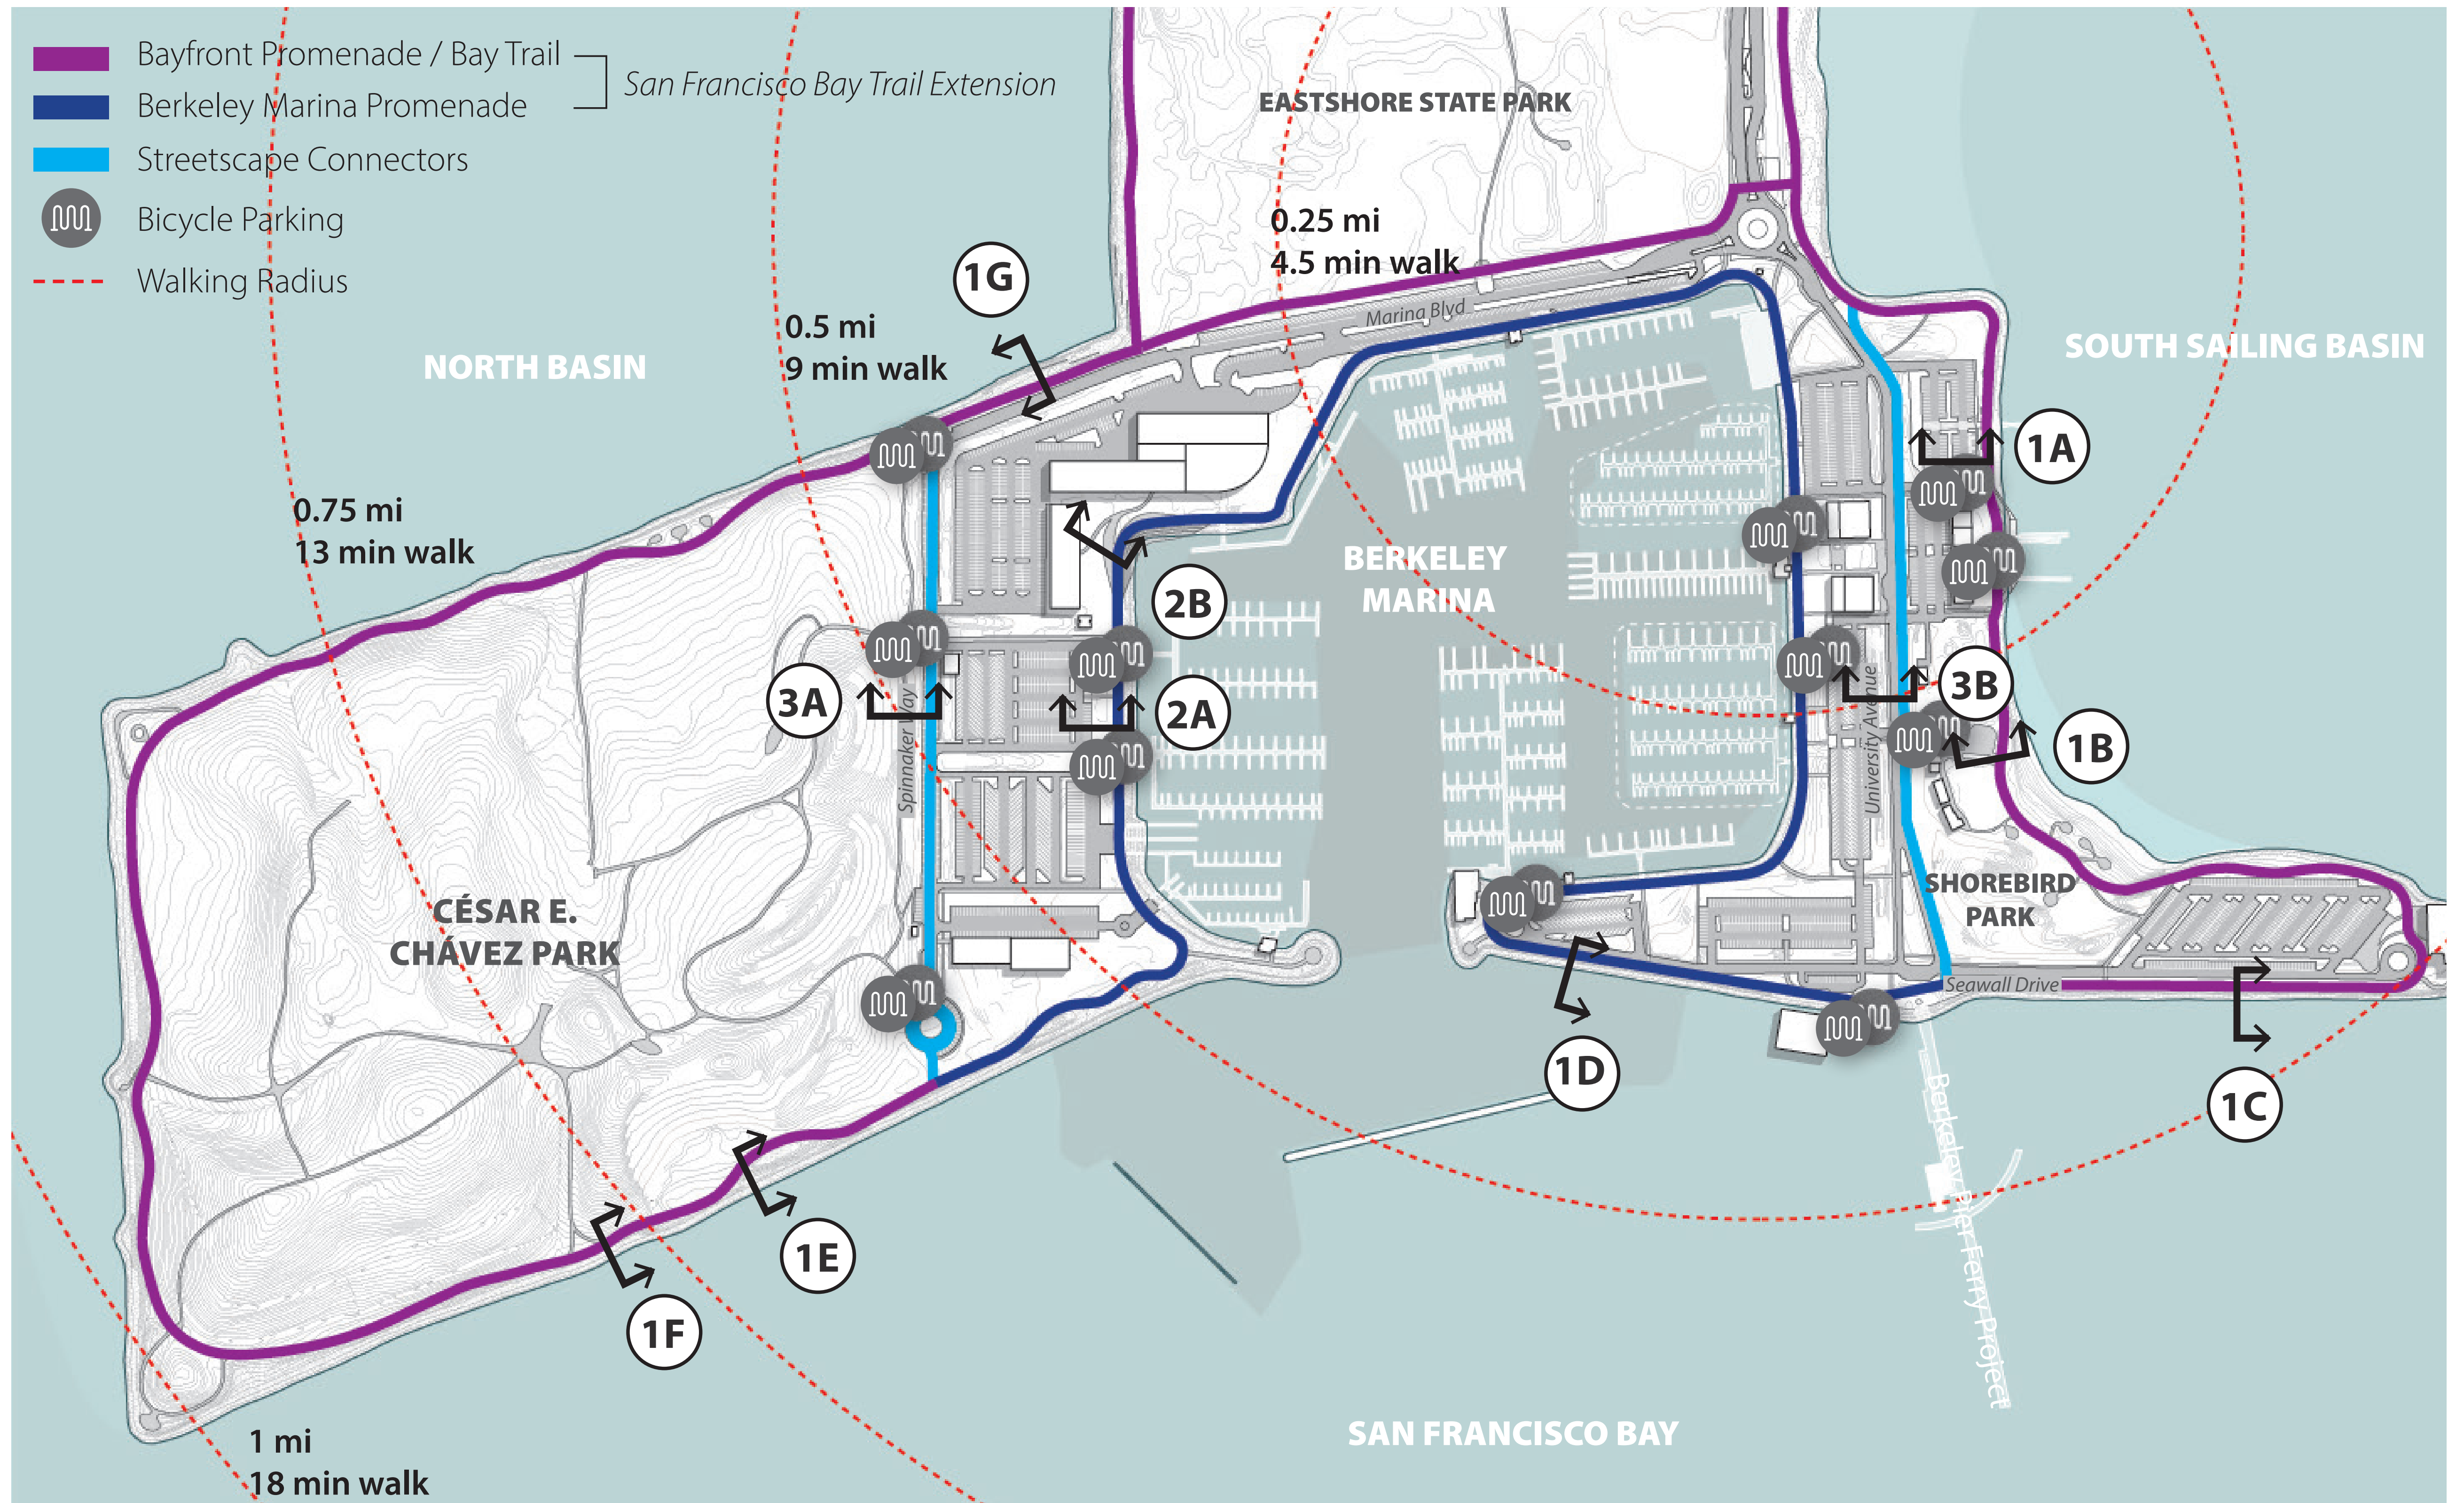 Bayfront Promenade / Bay Trail
Berkeley Marina Promenade
San Francisco Bay Trail Extension
Streetscape Connectors
Bicycle Parking
Walking Radius
EASTSHORE STATE PARK
0.25 mi
4.5 min walk
1G
Marina Blvd
0.5 mi
9 min walk
NORTH BASIN
SOUTH SAILING BASIN
1A
0.75 mi
13 min walk
BERKELEY
MARINA
2B
3A
2A
3B
1B
Spinnaker Way
University Avenue
CÉSAR E.
CHÁVEZ PARK
SHOREBIRD
PARK
Seawall Drive
1D
1C
Berkeley Pier Ferry Project
1E
1F
SAN FRANCISCO BAY
1 mi
18 min walk